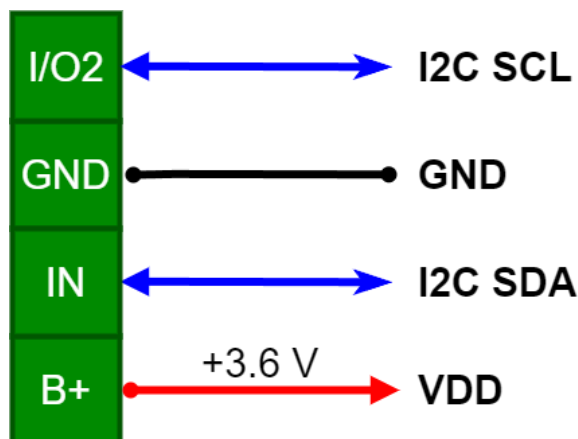 I/O2 I2C SCL
GND GND
IN I2C SDA
+3.6 V
B+ VDD